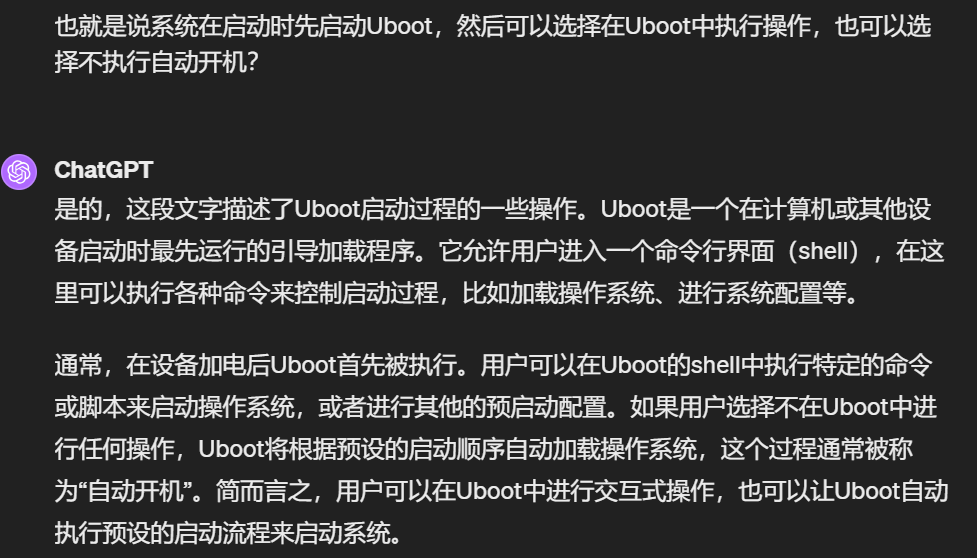 也就是说系统在启动时先启动Uboot，然后可以选择在Uboot中执行操作，也可以选
择不执行自动开机？
ChatGPT
是的，这段文字描述了Uboot启动过程的一些操作。Uboot是一个在计算机或其他设
备启动时最先运行的引导加载程序。它允许用户进入一个命令行界面（shell），在这
里可以执行各种命令来控制启动过程，比如加载操作系统、进行系统配置等。
通常，在设备加电后Uboot首先被执行。用户可以在Uboot的shell中执行特定的命令
或脚本来启动操作系统，或者进行其他的预启动配置。如果用户选择不在Uboot中进
行任何操作，Uboot将根据预设的启动顺序自动加载操作系统，这个过程通常被称
为“自动开机”。简而言之，用户可以在Uboot中进行交互式操作，也可以让Uboot自动
执行预设的启动流程来启动系统。